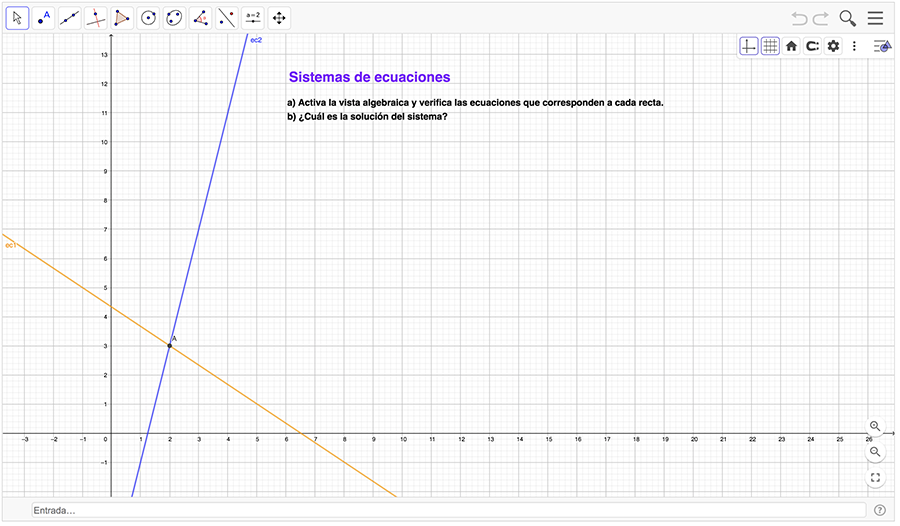 A
a=2
ec2
Sistemas de ecuaciones
a) Activa la vista algebraica y verifica las ecuaciones que corresponden a cada recta.
b) ¿Cuál es la solución del sistema?
13
12
11
10
9
8
7
6
ec1
5
4
A
3
2
1
0
−3 −2 −1 1 2 3 4 5 6 7 8 9 10 11 12 13 14 15 16 17 18 19 20 21 22 23 24 25 26
−1
Entrada…